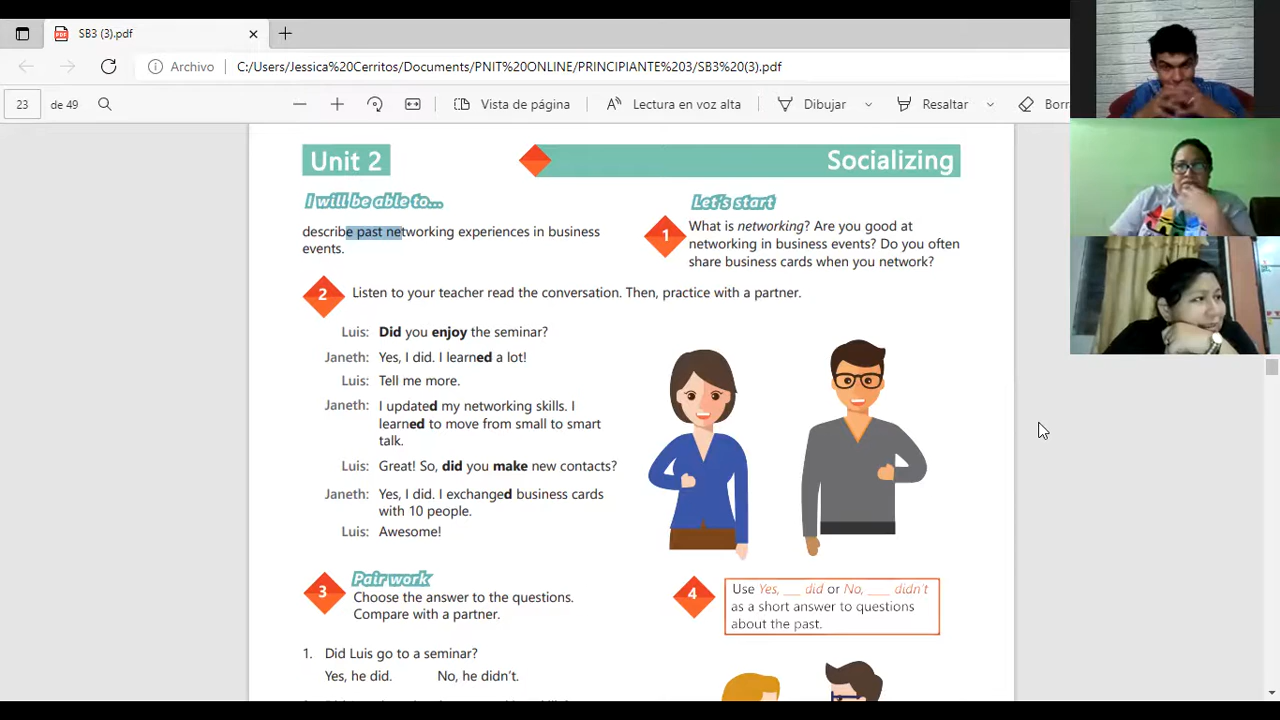 SB3 (3).pdf
Archivo
C:/Users/Jessica%20Cerrito
umentos/PNIT%20ONLINE/PRINCIPIANTE%203/SB3%20(3).pdf
23 de 49
Vista de página
Lectura en voz alta
Dibujar
Resaltar
Borr
Unit 2
Socializing
I will be able to...
describe past networking experiences in business
events.
Let's start
1
What is networking? Are you good at
networking in business events? Do you often
share business cards when you network?
2
Listen to your teacher read the conversation. Then, practice with a partner.
Luis: Did you enjoy the seminar?
Janeth: Yes, I did. I learned a lot!
Luis: Tell me more.
Janeth: I updated my networking skills. I
learned to move from small to smart
talk.
Luis: Great! So, did you make new contacts?
Janeth: Yes, I did. I exchanged business cards
with 10 people.
Luis: Awesome!
3
Pair work
Choose the answer to the questions.
Compare with a partner.
4
Use Yes, ___ did or No, ____ didn't
as a short answer to questions
about the past.
1. Did Luis go to a seminar?
Yes, he did. No, he didn't.